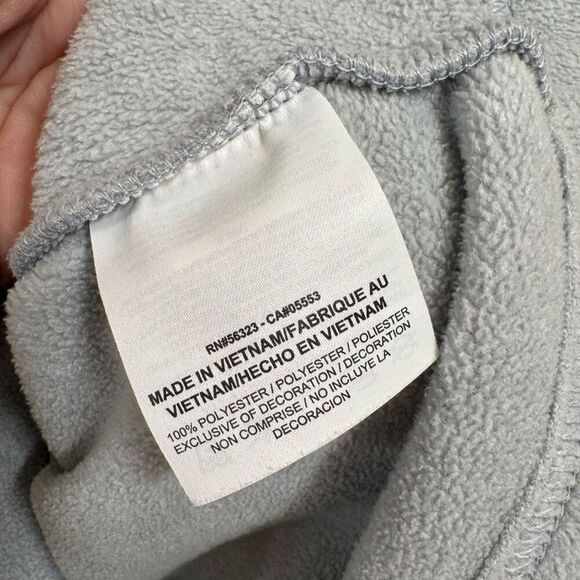 RN#56323 - CA#05553
MADE IN VIETNAM/FABRIQUE AU
VIETNAM/HECHO EN VIETNAM
100% POLYESTER / POLYESTER / POLIESTER
EXCLUSIVE OF DECORATION / DECORATION
NON COMPRISE / NO INCLUYE LA
DECORACION